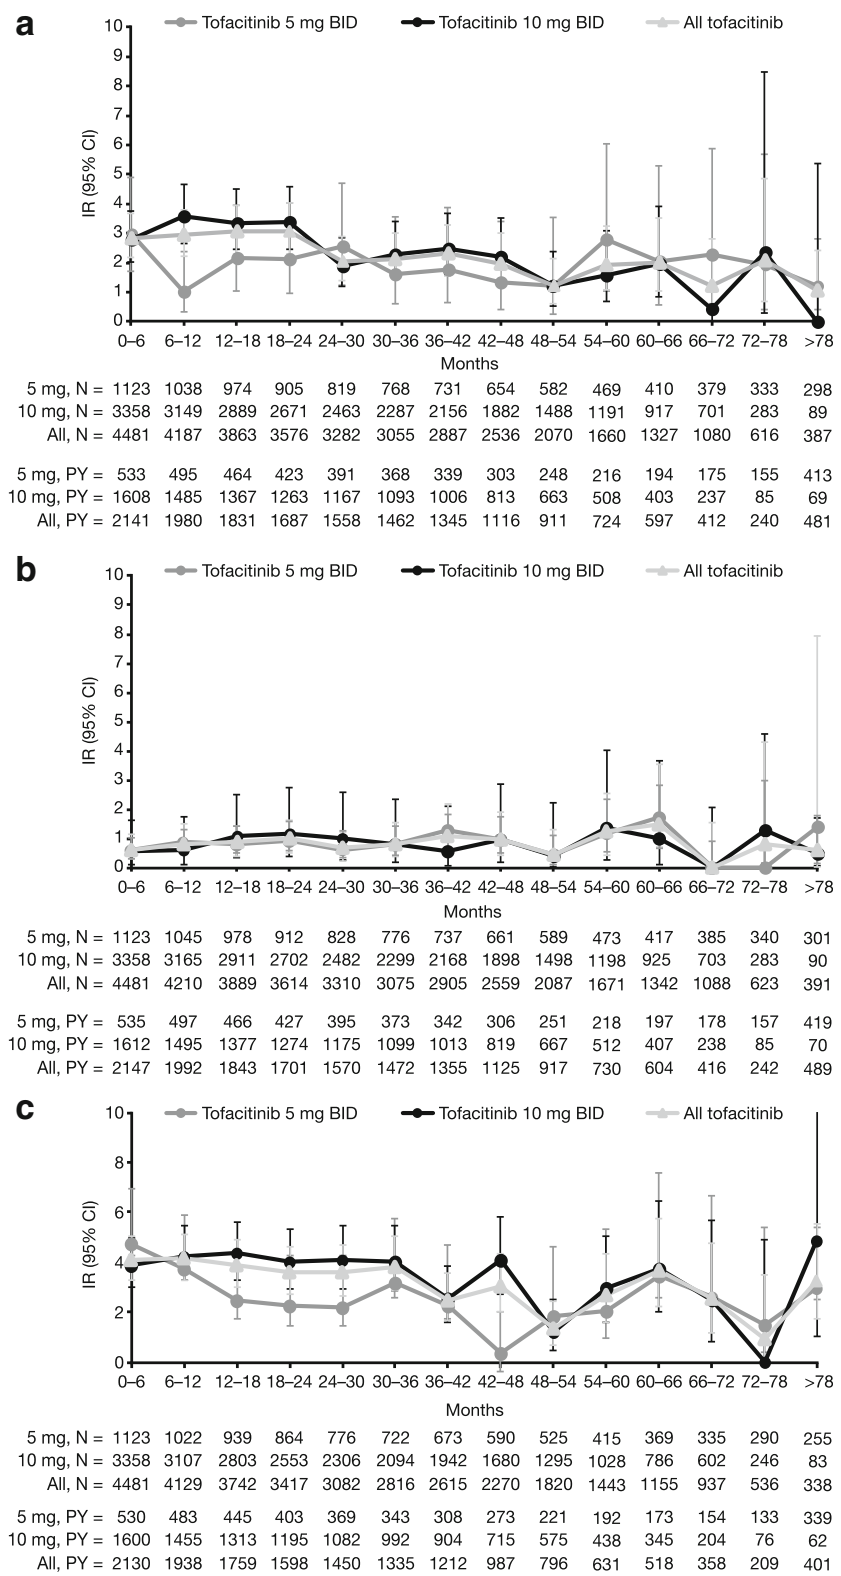 a
Tofacitinib 5 mg BID Tofacitinib 10 mg BID All tofacitinib
IR (95% CI)
10
9
8
7
6
5
4
3
2
1
0
0–6 6–12 12–18 18–24 24–30 30–36 36–42 42–48 48–54 54–60 60–66 66–72 72–78 >78
Months
5 mg, N = 1123 1038 974 905 819 768 731 654 582 469 410 379 333 298
10 mg, N = 3358 3149 2889 2671 2463 2287 2156 1882 1488 1191 917 701 283 89
All, N = 4481 4187 3863 3576 3282 3055 2887 2536 2070 1660 1327 1080 616 387
5 mg, PY = 533 495 464 423 391 368 339 303 248 216 194 175 155 413
10 mg, PY = 1608 1485 1367 1263 1167 1093 1006 813 663 508 403 237 85 69
All, PY = 2141 1980 1831 1687 1558 1462 1345 1116 911 724 597 412 240 481
b
Tofacitinib 5 mg BID Tofacitinib 10 mg BID All tofacitinib
IR (95% CI)
10
9
8
7
6
5
4
3
2
1
0
0–6 6–12 12–18 18–24 24–30 30–36 36–42 42–48 48–54 54–60 60–66 66–72 72–78 >78
Months
5 mg, N = 1123 1045 978 912 828 776 737 661 589 473 417 385 340 301
10 mg, N = 3358 3165 2911 2702 2482 2299 2168 1898 1498 1198 925 703 283 90
All, N = 4481 4210 3889 3614 3310 3075 2905 2559 2087 1671 1342 1088 623 391
5 mg, PY = 535 497 466 427 395 373 342 306 251 218 197 178 157 419
10 mg, PY = 1612 1495 1377 1274 1175 1099 1013 819 667 512 407 238 85 70
All, PY = 2147 1992 1843 1701 1570 1472 1355 1125 917 730 604 416 242 489
c
Tofacitinib 5 mg BID Tofacitinib 10 mg BID All tofacitinib
IR (95% CI)
10
8
6
4
2
0
0–6 6–12 12–18 18–24 24–30 30–36 36–42 42–48 48–54 54–60 60–66 66–72 72–78 >78
Months
5 mg, N = 1123 1022 939 864 776 722 673 590 525 415 369 335 290 255
10 mg, N = 3358 3107 2803 2553 2306 2094 1942 1680 1295 1028 786 602 246 83
All, N = 4481 4129 3742 3417 3082 2816 2615 2270 1820 1443 1155 937 536 338
5 mg, PY = 530 483 445 403 369 343 308 273 221 192 173 154 133 339
10 mg, PY = 1600 1455 1313 1195 1082 992 904 715 575 438 345 204 76 62
All, PY = 2130 1938 1759 1598 1450 1335 1212 987 796 631 518 358 209 401